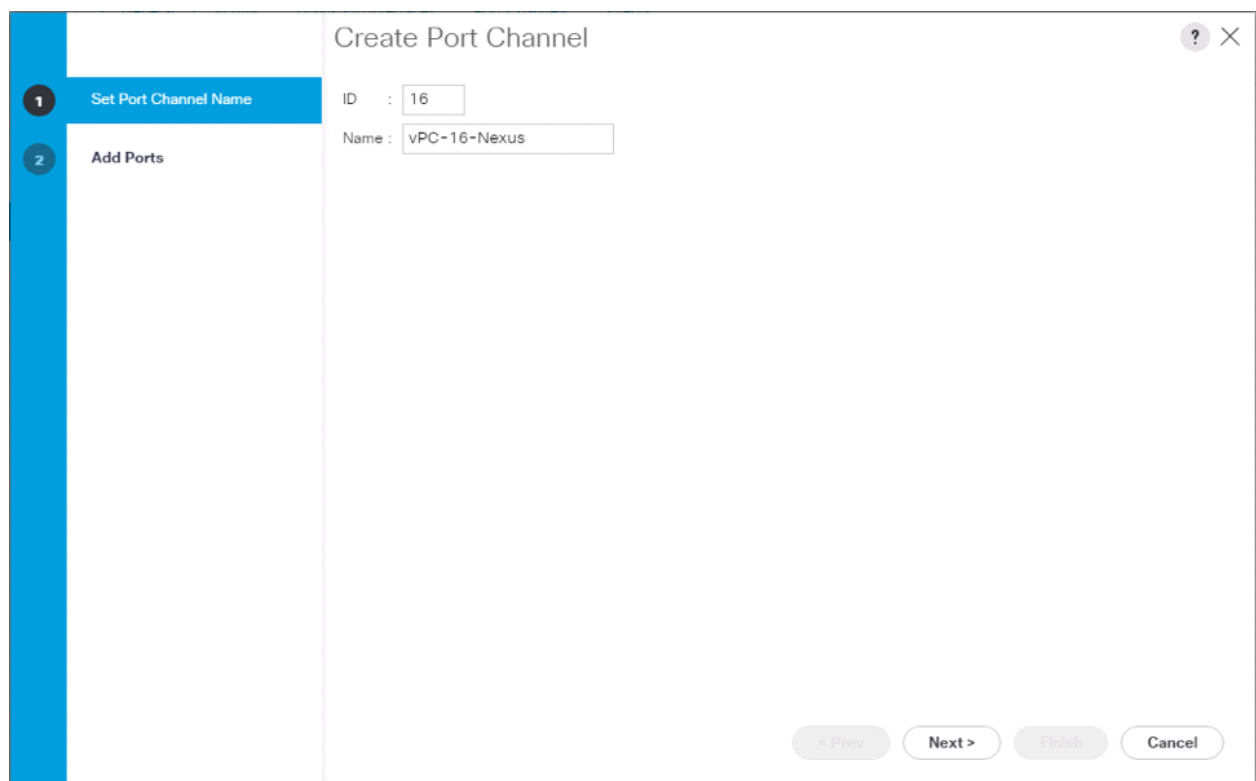 Create Port Channel
? ×
1 Set Port Channel Name
2 Add Ports
ID : 16
Name : vPC-16-Nexus
< Prev Next > Finish Cancel